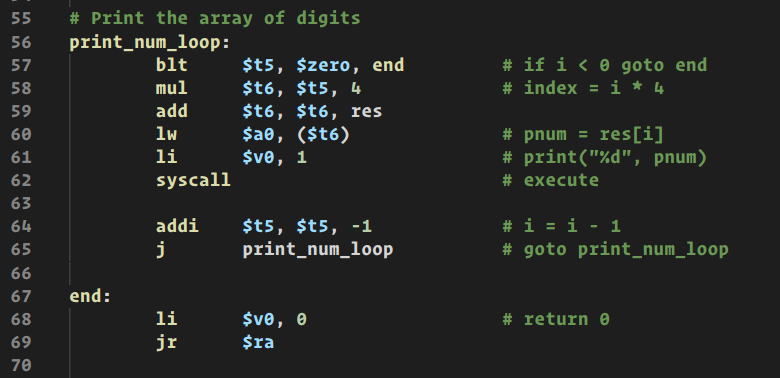 55 # Print the array of digits
56 print_num_loop:
57 blt $t5, $zero, end # if i < 0 goto end
58 mul $t6, $t5, 4 # index = i * 4
59 add $t6, $t6, res
60 lw $a0, ($t6) # pnum = res[i]
61 li $v0, 1 # print("%d", pnum)
62 syscall # execute
63
64 addi $t5, $t5, -1 # i = i - 1
65 j print_num_loop # goto print_num_loop
66
67 end:
68 li $v0, 0 # return 0
69 jr $ra
70